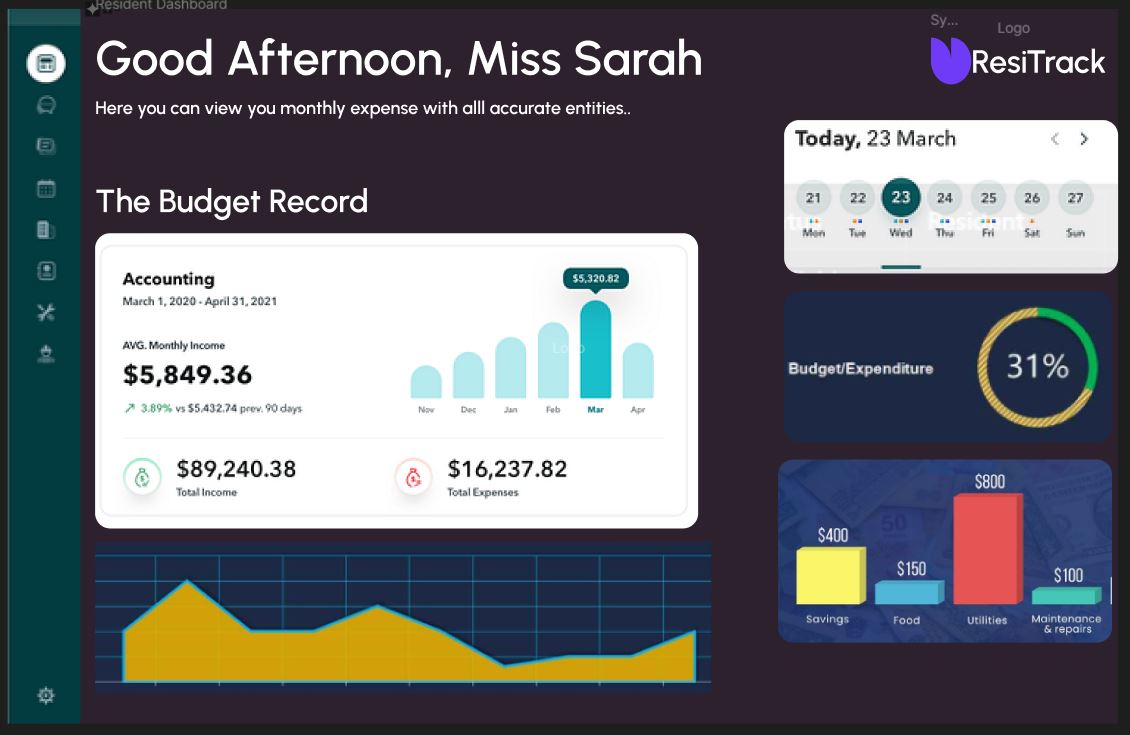 Resident Dashboard
Sy...
Logo
Good Afternoon, Miss Sarah
ResiTrack
Here you can view you monthly expense with alll accurate entities..
Today, 23 March
21 22 23 24 25 26 27
Mon Tue Wed Thu Fri Sat Sun
Resident
The Budget Record
Accounting
March 1, 2020 - April 31, 2021
$5,320.82
AVG. Monthly Income
$5,849.36
3.89% vs $5.432.74 prev. 90 days
Logo
Nov Dec Jan Feb Mar Apr
$89,240.38
Total Income
$16,237.82
Total Expenses
Budget/Expenditure
31%
$400
$150
$800
$100
Savings
Food
Utilities
Maintenance
& repairs